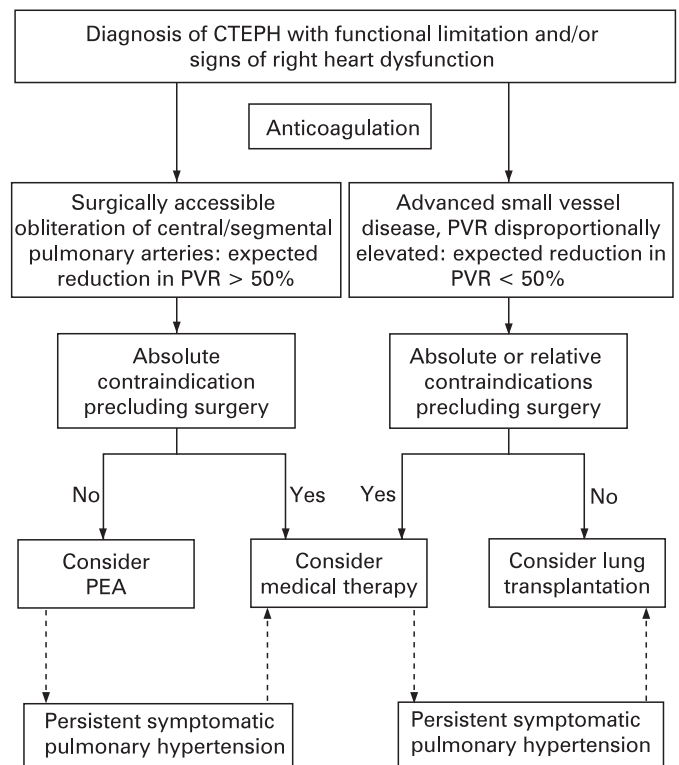 Diagnosis of CTEPH with functional limitation and/or
signs of right heart dysfunction
Anticoagulation
Surgically accessible
obliteration of central/segmental
pulmonary arteries: expected
reduction in PVR > 50%
Advanced small vessel
disease, PVR disproportionally
elevated: expected reduction in
PVR < 50%
Absolute
contraindication
precluding surgery
Absolute or relative
contraindications
precluding surgery
No
Yes
Yes
No
Consider
PEA
Consider
medical therapy
Consider lung
transplantation
Persistent symptomatic
pulmonary hypertension
Persistent symptomatic
pulmonary hypertension